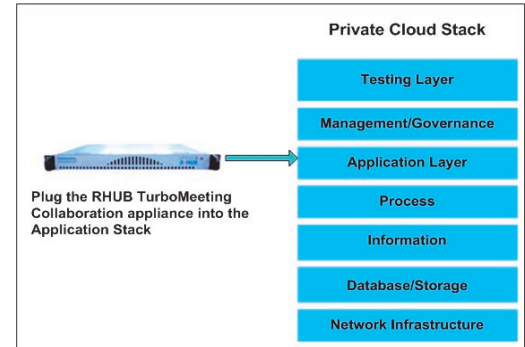 Private Cloud Stack
Testing Layer
Management/Governance
Application Layer
Process
Information
Database/Storage
Network Infrastructure
Plug the RHUB TurboMeeting
Collaboration appliance into the
Application Stack